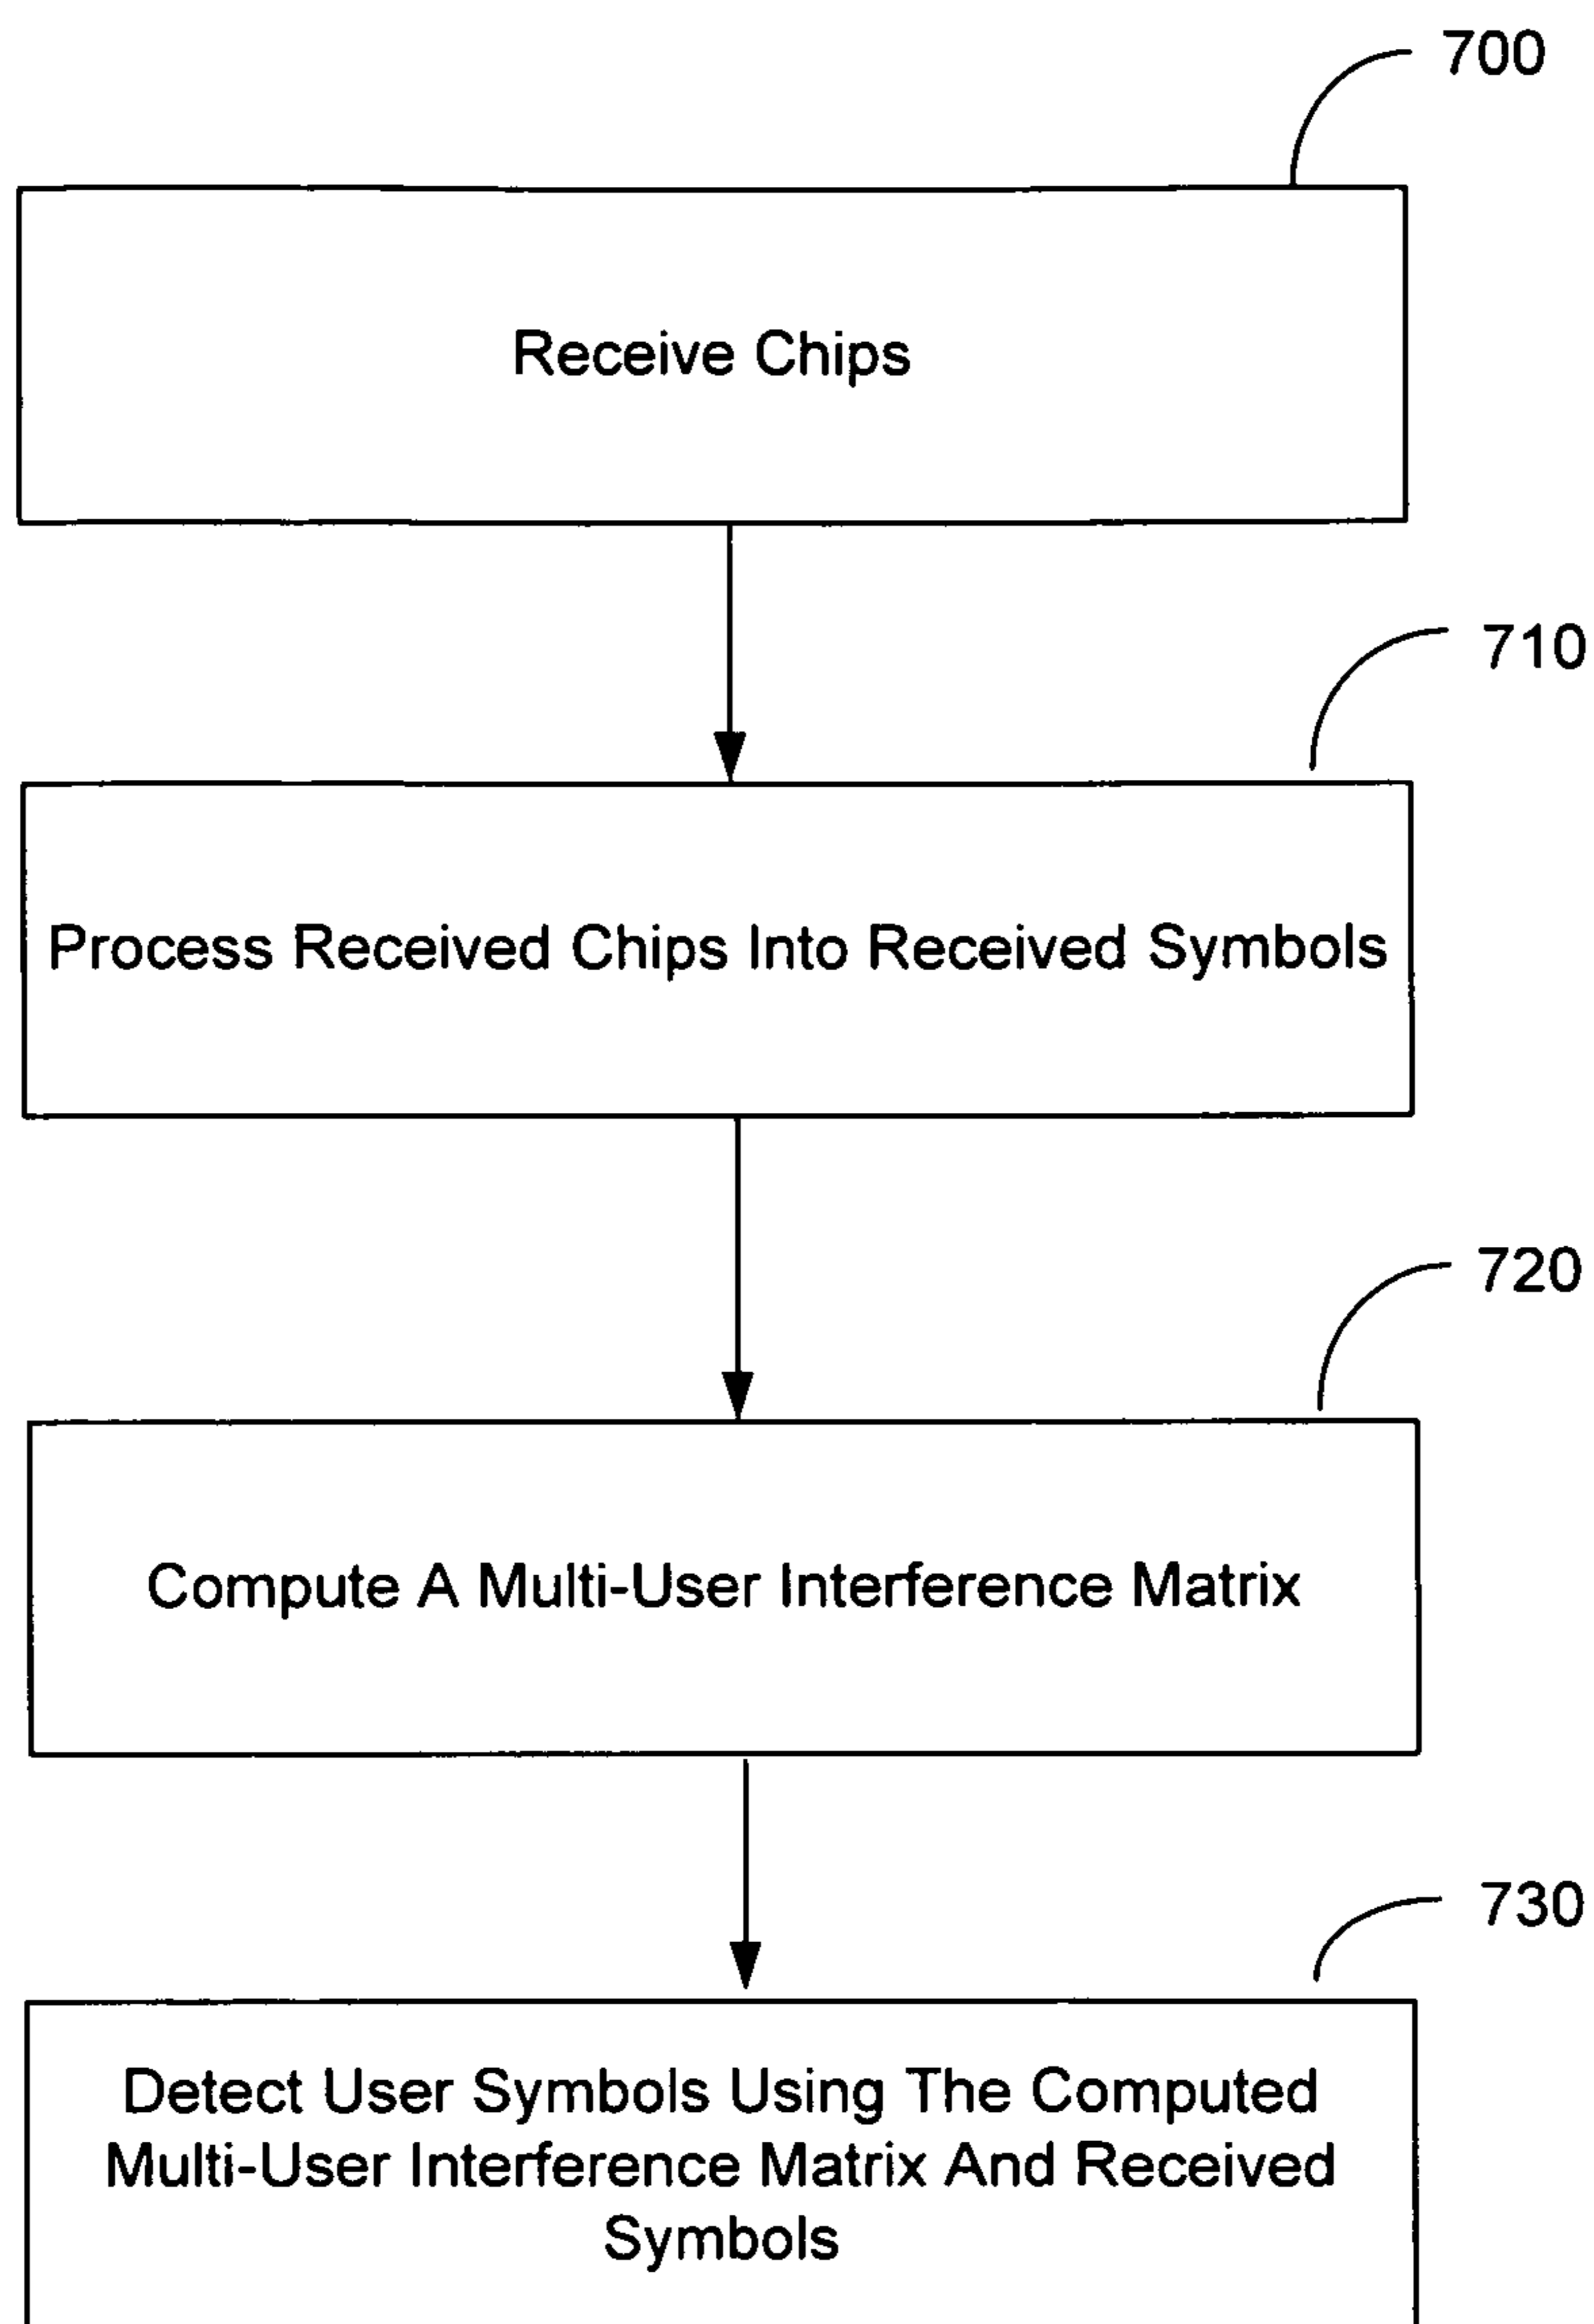 700
Receive Chips
710
Process Received Chips Into Received Symbols
720
Compute A Multi-User Interference Matrix
730
Detect User Symbols Using The Computed
Multi-User Interference Matrix And Received
Symbols